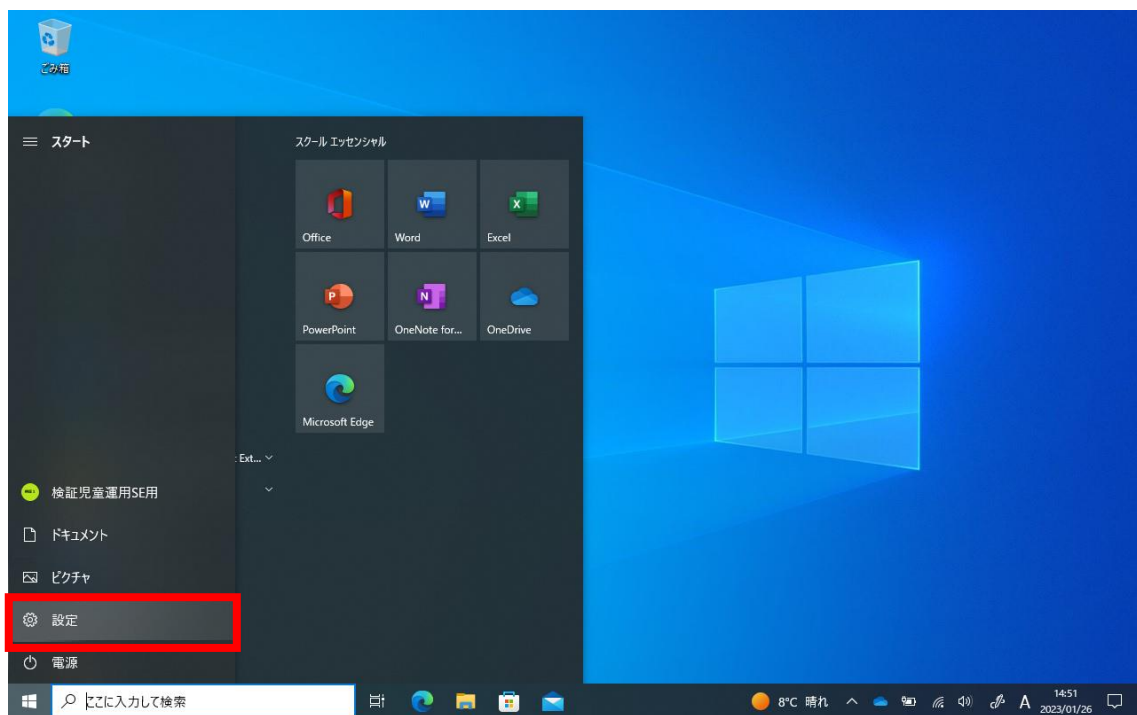 ごみ箱
スタート
スクール エッセンシャル
Office
Word
Excel
PowerPoint
OneNote for...
OneDrive
Microsoft Edge
: Ext...
検証児童運用SE用
ドキュメント
ピクチャ
設定
電源
ここに入力して検索
8°C 晴れ
A
14:51
2023/01/26